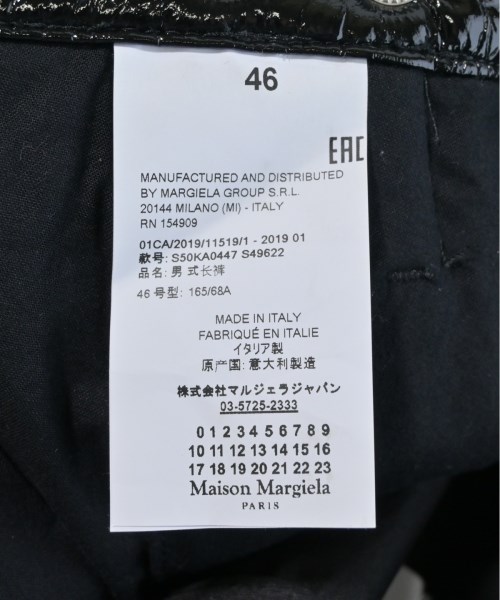 46
EAC
MANUFACTURED AND DISTRIBUTED
BY MARGIELA GROUP S.R.L.
20144 MILANO (MI) - ITALY
RN 154909
01CA/2019/11519/1 - 2019 01
款号: S50KA0447 S49622
品名: 男 式 长裤
46 号型: 165/68A
MADE IN ITALY
FABRIQUÉ EN ITALIE
イタリア製
原产国: 意大利製造
株式会社マルジェラジャパン
03-5725-2333
0 1 2 3 4 5 6 7 8 9
10 11 12 13 14 15 16
17 18 19 20 21 22 23
Maison Margiela
PARIS